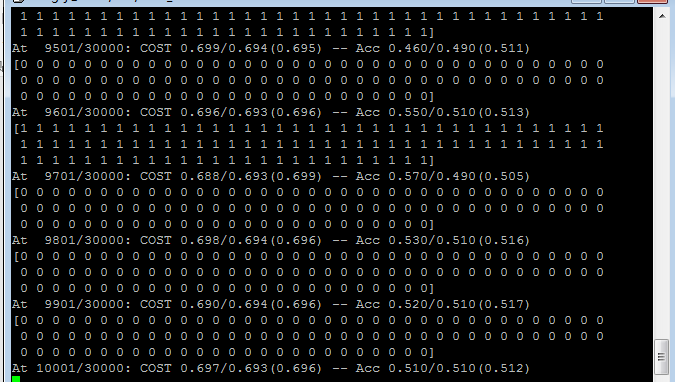 1 1 1 1 1 1 1 1 1 1 1 1 1 1 1 1 1 1 1 1 1 1 1 1 1 1 1 1 1 1 1 1 1 1 1 1 1
1 1 1 1 1 1 1 1 1 1 1 1 1 1 1 1 1 1 1 1 1 1 1 1 1 1]
At  9501/30000: COST 0.699/0.694(0.695) -- Acc 0.460/0.490(0.511)
[0 0 0 0 0 0 0 0 0 0 0 0 0 0 0 0 0 0 0 0 0 0 0 0 0 0 0 0 0 0 0 0 0 0 0 0 0
0 0 0 0 0 0 0 0 0 0 0 0 0 0 0 0 0 0 0 0 0 0 0 0 0 0 0 0 0 0 0 0 0 0 0 0 0
0 0 0 0 0 0 0 0 0 0 0 0 0 0 0 0 0 0 0 0 0 0 0 0 0 0]
At  9601/30000: COST 0.696/0.693(0.696) -- Acc 0.550/0.510(0.513)
[1 1 1 1 1 1 1 1 1 1 1 1 1 1 1 1 1 1 1 1 1 1 1 1 1 1 1 1 1 1 1 1 1 1 1 1 1
1 1 1 1 1 1 1 1 1 1 1 1 1 1 1 1 1 1 1 1 1 1 1 1 1 1 1 1 1 1 1 1 1 1 1 1 1
1 1 1 1 1 1 1 1 1 1 1 1 1 1 1 1 1 1 1 1 1 1 1 1 1 1]
At  9701/30000: COST 0.688/0.693(0.699) -- Acc 0.570/0.490(0.505)
[0 0 0 0 0 0 0 0 0 0 0 0 0 0 0 0 0 0 0 0 0 0 0 0 0 0 0 0 0 0 0 0 0 0 0 0 0
0 0 0 0 0 0 0 0 0 0 0 0 0 0 0 0 0 0 0 0 0 0 0 0 0 0 0 0 0 0 0 0 0 0 0 0 0
0 0 0 0 0 0 0 0 0 0 0 0 0 0 0 0 0 0 0 0 0 0 0 0 0 0]
At  9801/30000: COST 0.698/0.694(0.696) -- Acc 0.530/0.510(0.516)
[0 0 0 0 0 0 0 0 0 0 0 0 0 0 0 0 0 0 0 0 0 0 0 0 0 0 0 0 0 0 0 0 0 0 0 0 0
0 0 0 0 0 0 0 0 0 0 0 0 0 0 0 0 0 0 0 0 0 0 0 0 0 0 0 0 0 0 0 0 0 0 0 0 0
0 0 0 0 0 0 0 0 0 0 0 0 0 0 0 0 0 0 0 0 0 0 0 0 0 0]
At  9901/30000: COST 0.690/0.694(0.696) -- Acc 0.520/0.510(0.517)
[0 0 0 0 0 0 0 0 0 0 0 0 0 0 0 0 0 0 0 0 0 0 0 0 0 0 0 0 0 0 0 0 0 0 0 0 0
0 0 0 0 0 0 0 0 0 0 0 0 0 0 0 0 0 0 0 0 0 0 0 0 0 0 0 0 0 0 0 0 0 0 0 0 0
0 0 0 0 0 0 0 0 0 0 0 0 0 0 0 0 0 0 0 0 0 0 0 0 0 0]
At 10001/30000: COST 0.697/0.693(0.696) -- Acc 0.510/0.510(0.512)